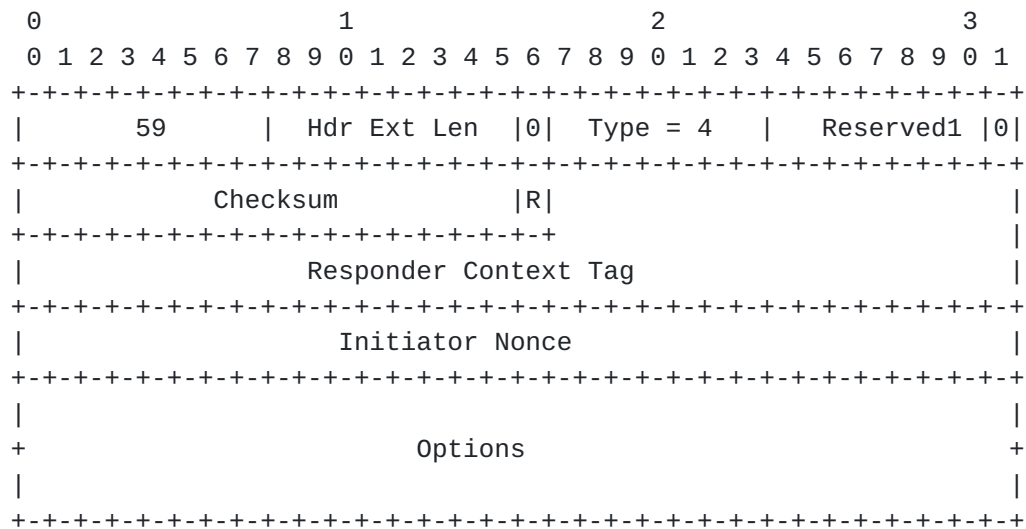 0                   1                   2                   3
 0 1 2 3 4 5 6 7 8 9 0 1 2 3 4 5 6 7 8 9 0 1 2 3 4 5 6 7 8 9 0 1
+-+-+-+-+-+-+-+-+-+-+-+-+-+-+-+-+-+-+-+-+-+-+-+-+-+-+-+-+-+-+-+-+
|       59      |  Hdr Ext Len  |0|  Type = 4   |   Reserved1 |0|
+-+-+-+-+-+-+-+-+-+-+-+-+-+-+-+-+-+-+-+-+-+-+-+-+-+-+-+-+-+-+-+-+
|            Checksum           |R|                             |
+-+-+-+-+-+-+-+-+-+-+-+-+-+-+-+-+-+                             |
|                  Responder Context Tag                        |
+-+-+-+-+-+-+-+-+-+-+-+-+-+-+-+-+-+-+-+-+-+-+-+-+-+-+-+-+-+-+-+-+
|                    Initiator Nonce                            |
+-+-+-+-+-+-+-+-+-+-+-+-+-+-+-+-+-+-+-+-+-+-+-+-+-+-+-+-+-+-+-+-+
|                                                               |
+                         Options                               +
|                                                               |
+-+-+-+-+-+-+-+-+-+-+-+-+-+-+-+-+-+-+-+-+-+-+-+-+-+-+-+-+-+-+-+-+